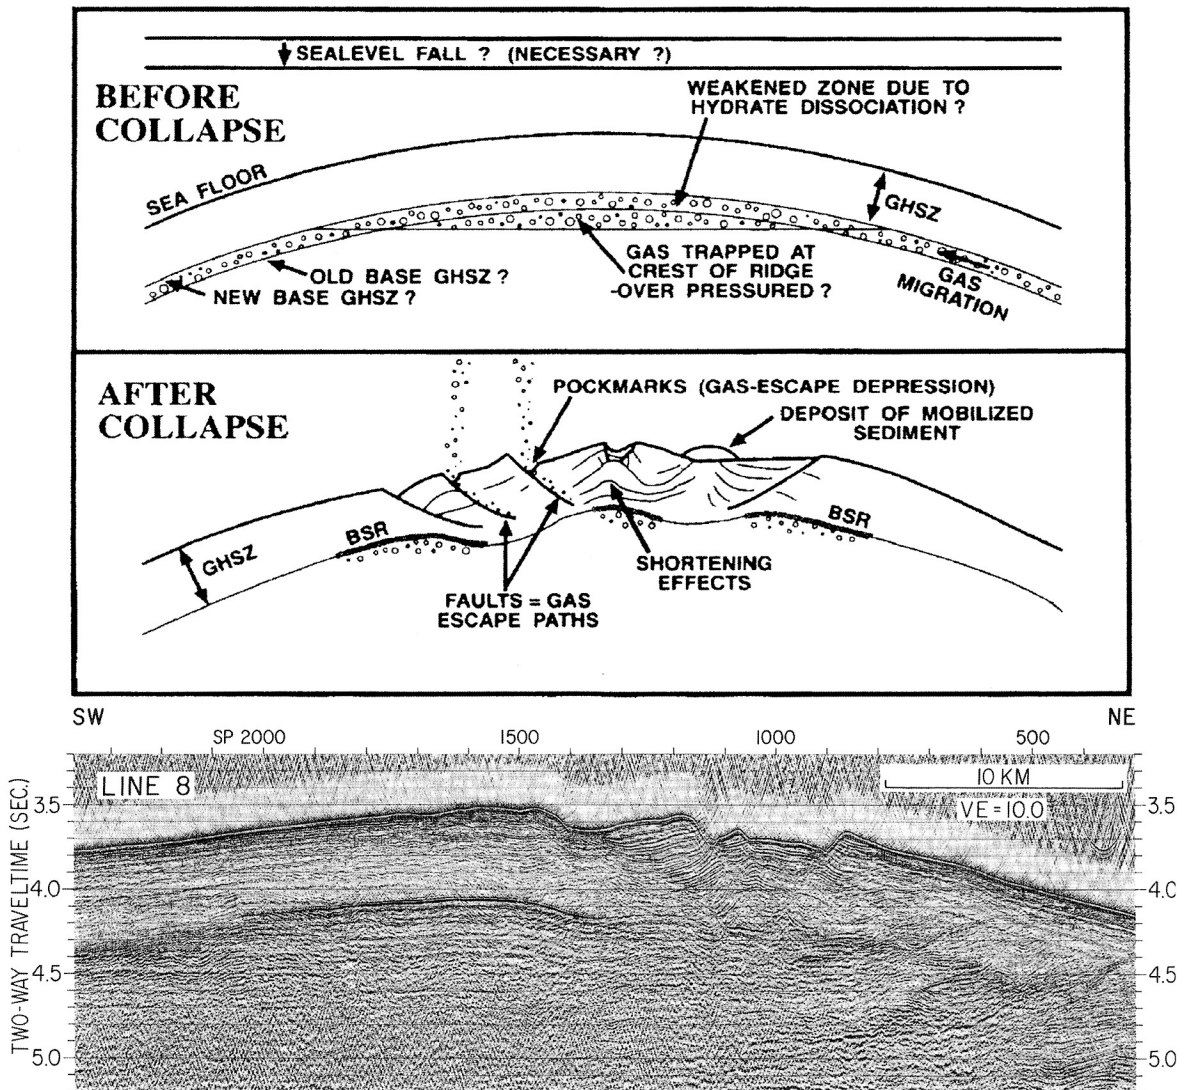 SEALEVEL FALL ? (NECESSARY ?)
BEFORE
COLLAPSE
WEAKENED ZONE DUE TO
HYDRATE DISSOCIATION ?
SEA FLOOR
GHSZ
OLD BASE GHSZ ?
NEW BASE GHSZ ?
GAS TRAPPED AT
CREST OF RIDGE
-OVER PRESSURED ?
GAS
MIGRATION
AFTER
COLLAPSE
POCKMARKS (GAS-ESCAPE DEPRESSION)
DEPOSIT OF MOBILIZED
SEDIMENT
BSR
BSR
GHSZ
SHORTENING
EFFECTS
FAULTS = GAS
ESCAPE PATHS
SW
NE
SP 2000 1500 1000 500
LINE 8
10 KM
VE = 10.0
TWO-WAY TRAVELTIME (SEC.)
3.5 3.5
4.0 4.0
4.5 4.5
5.0 5.0